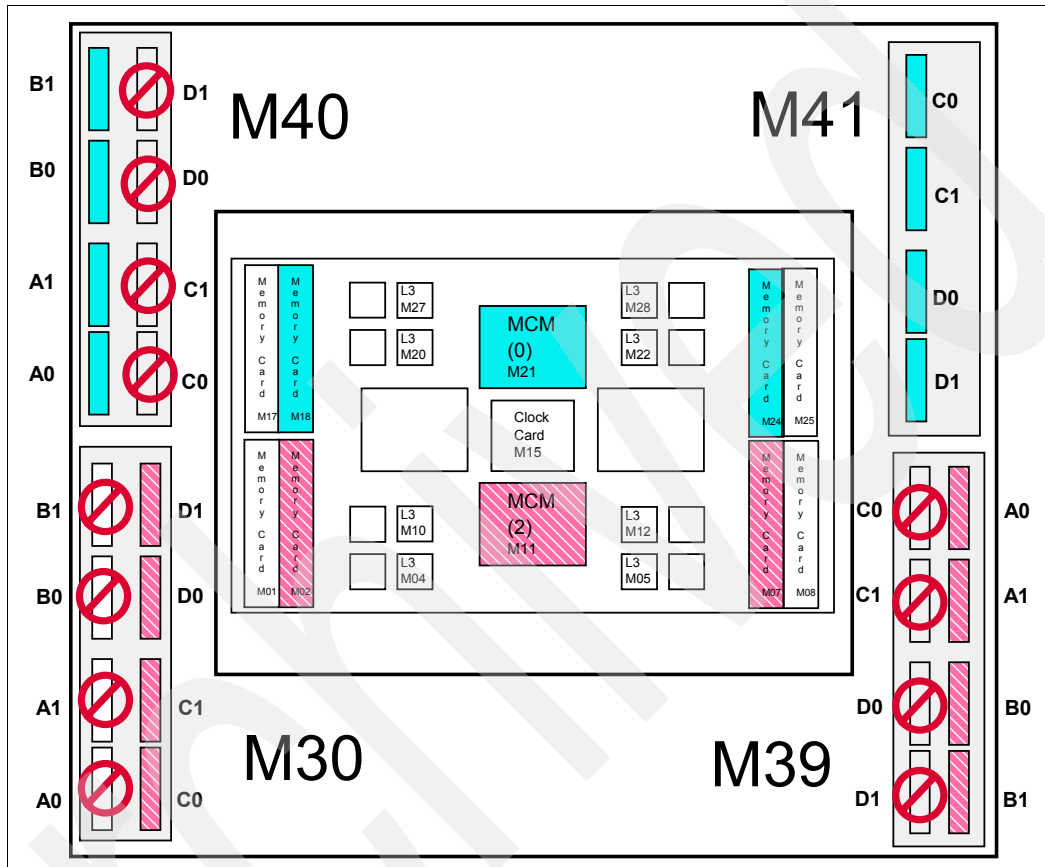 M40
M41
B1
D1
B0
D0
A1
C1
A0
C0
C0
C1
D0
D1
Memory Card
M17
Memory Card
M18
L3
M27
L3
M20
MCM
(0)
M21
L3
M28
L3
M22
Memory Card
M24
Memory Card
M25
Clock
Card
M15
Memory Card
M01
Memory Card
M02
L3
M10
L3
M04
MCM
(2)
M11
L3
M12
L3
M05
Memory Card
M07
Memory Card
M08
B1
D1
B0
D0
A1
C1
A0
C0
C0
A0
C1
A1
D0
B0
D1
B1
M30
M39